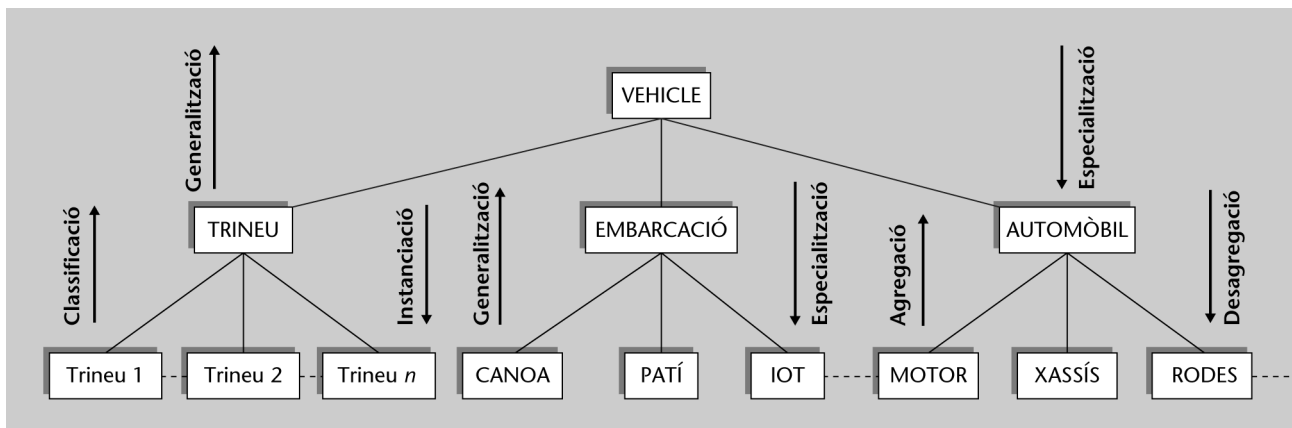 Generalització
Especialització
VEHICLE
Classificació
TRINEU
Instanciació
Generalització
EMBARCACIÓ
Especialització
Agregació
AUTOMÒBIL
Desagregació
Trineu 1
Trineu 2
Trineu n
CANOA
PATÍ
IOT
MOTOR
XASSÍS
RODES